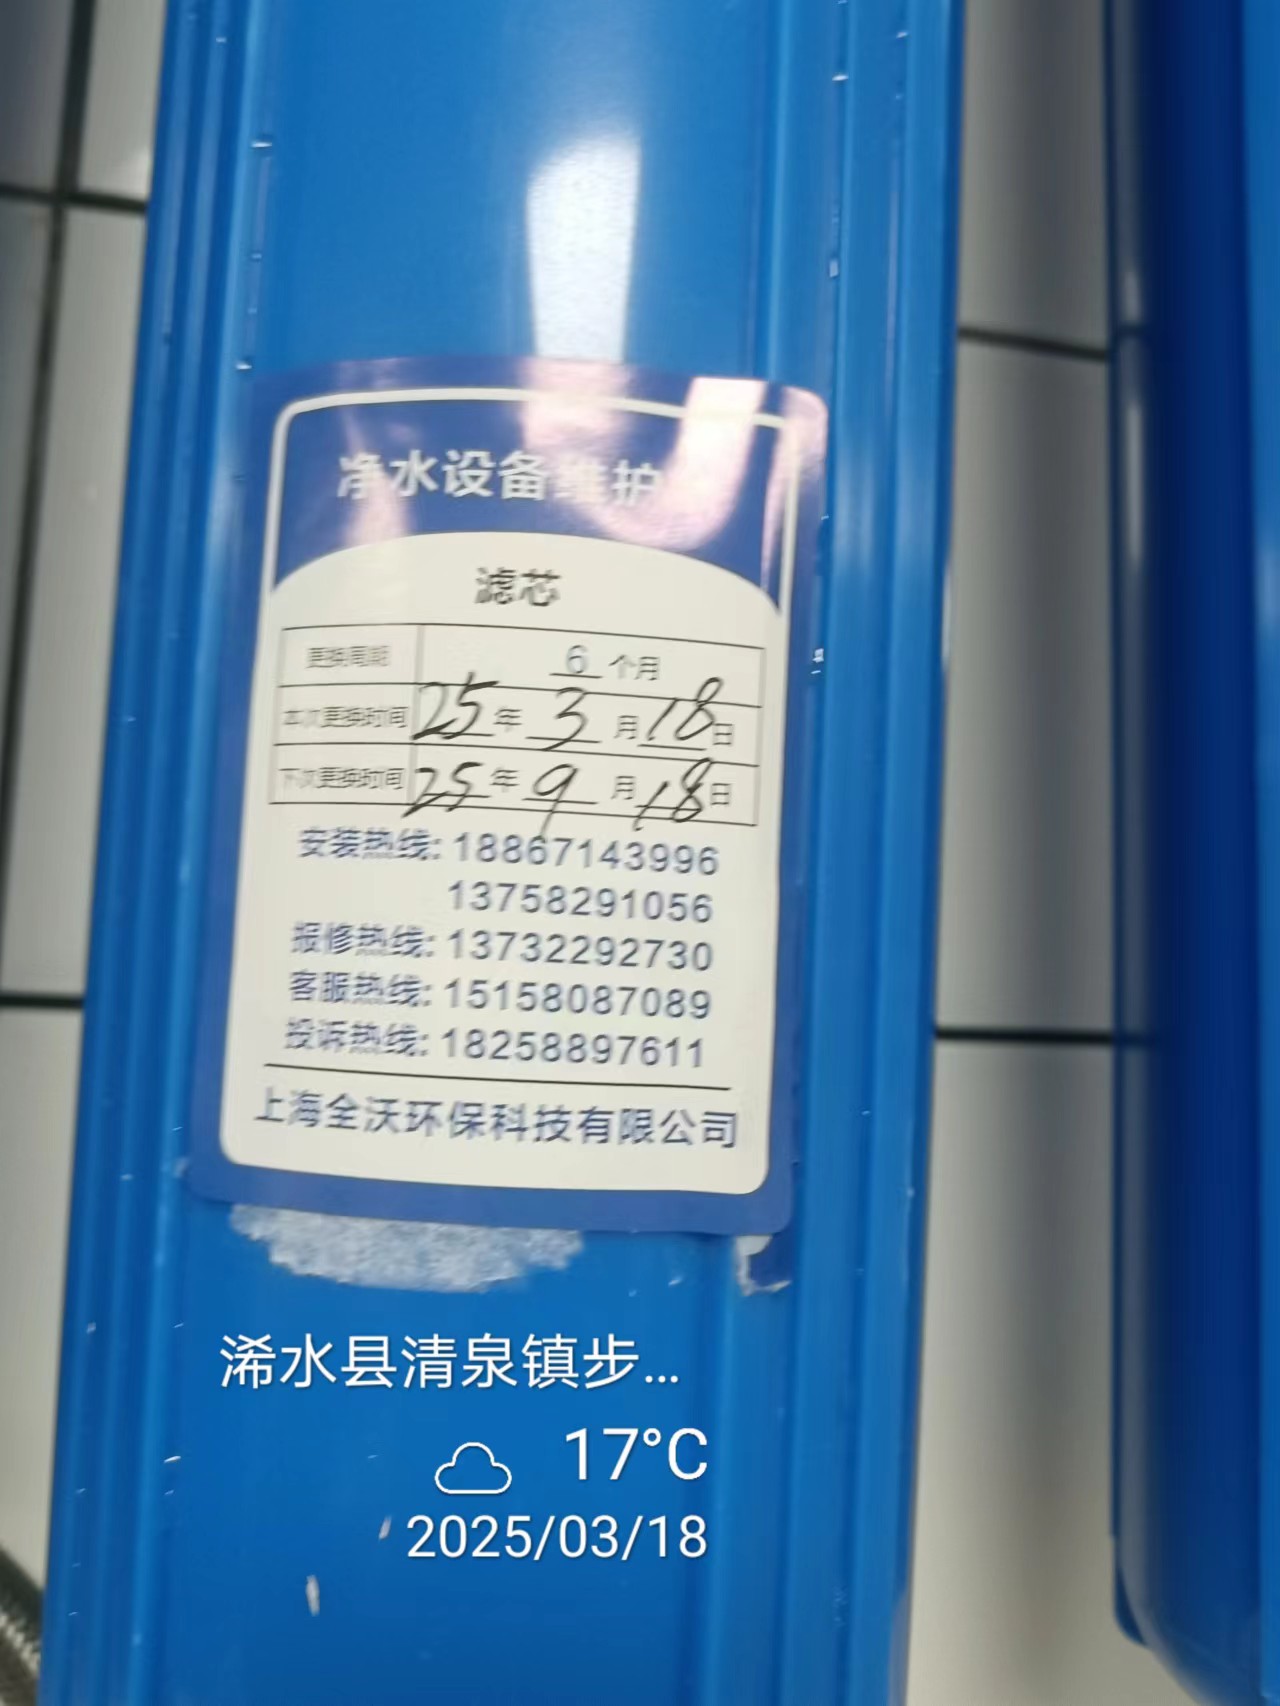 净水设备维护
滤芯
更换周期 6 个月
本次更换时间 25 年 3 月 18 日
下次更换时间 25 年 9 月 18 日
安装热线: 18867143996
13758291056
报修热线: 13732292730
客服热线: 15158087089
投诉热线: 18258897611
上海全沃环保科技有限公司
浠水县清泉镇步...
17°C
2025/03/18